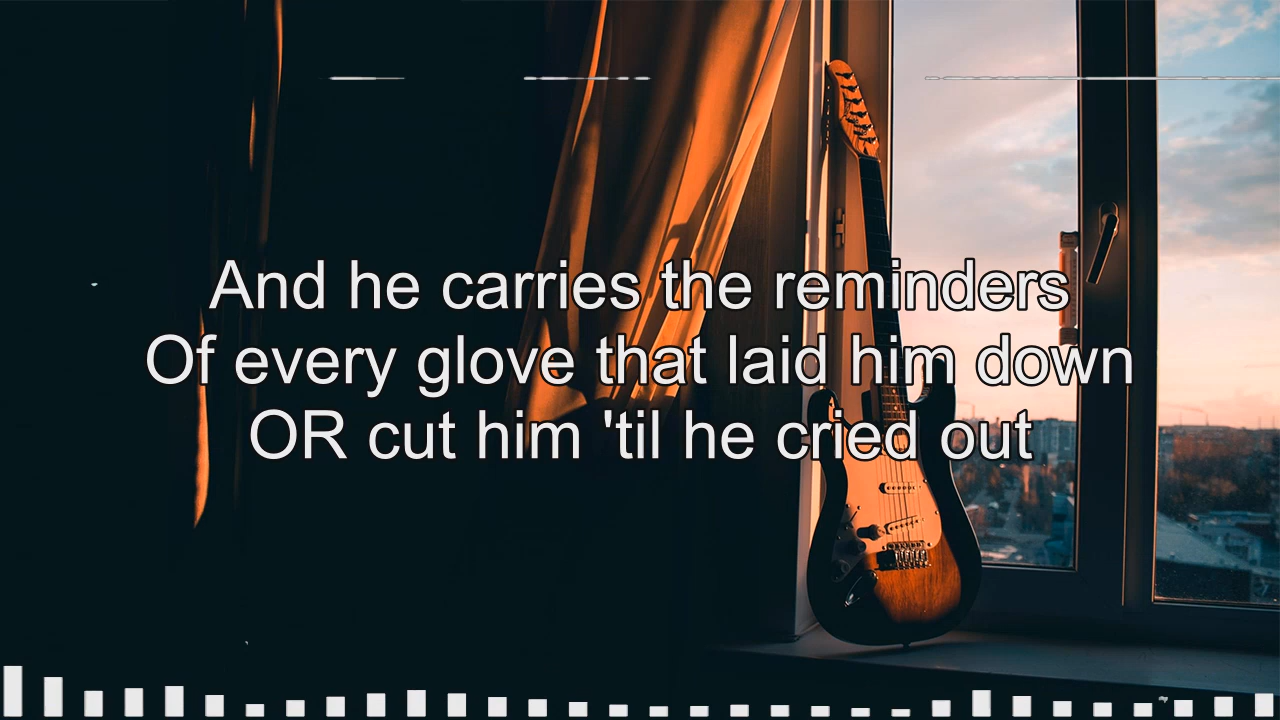 And he carries the reminders
Of every glove that laid him down
OR cut him 'til he cried out